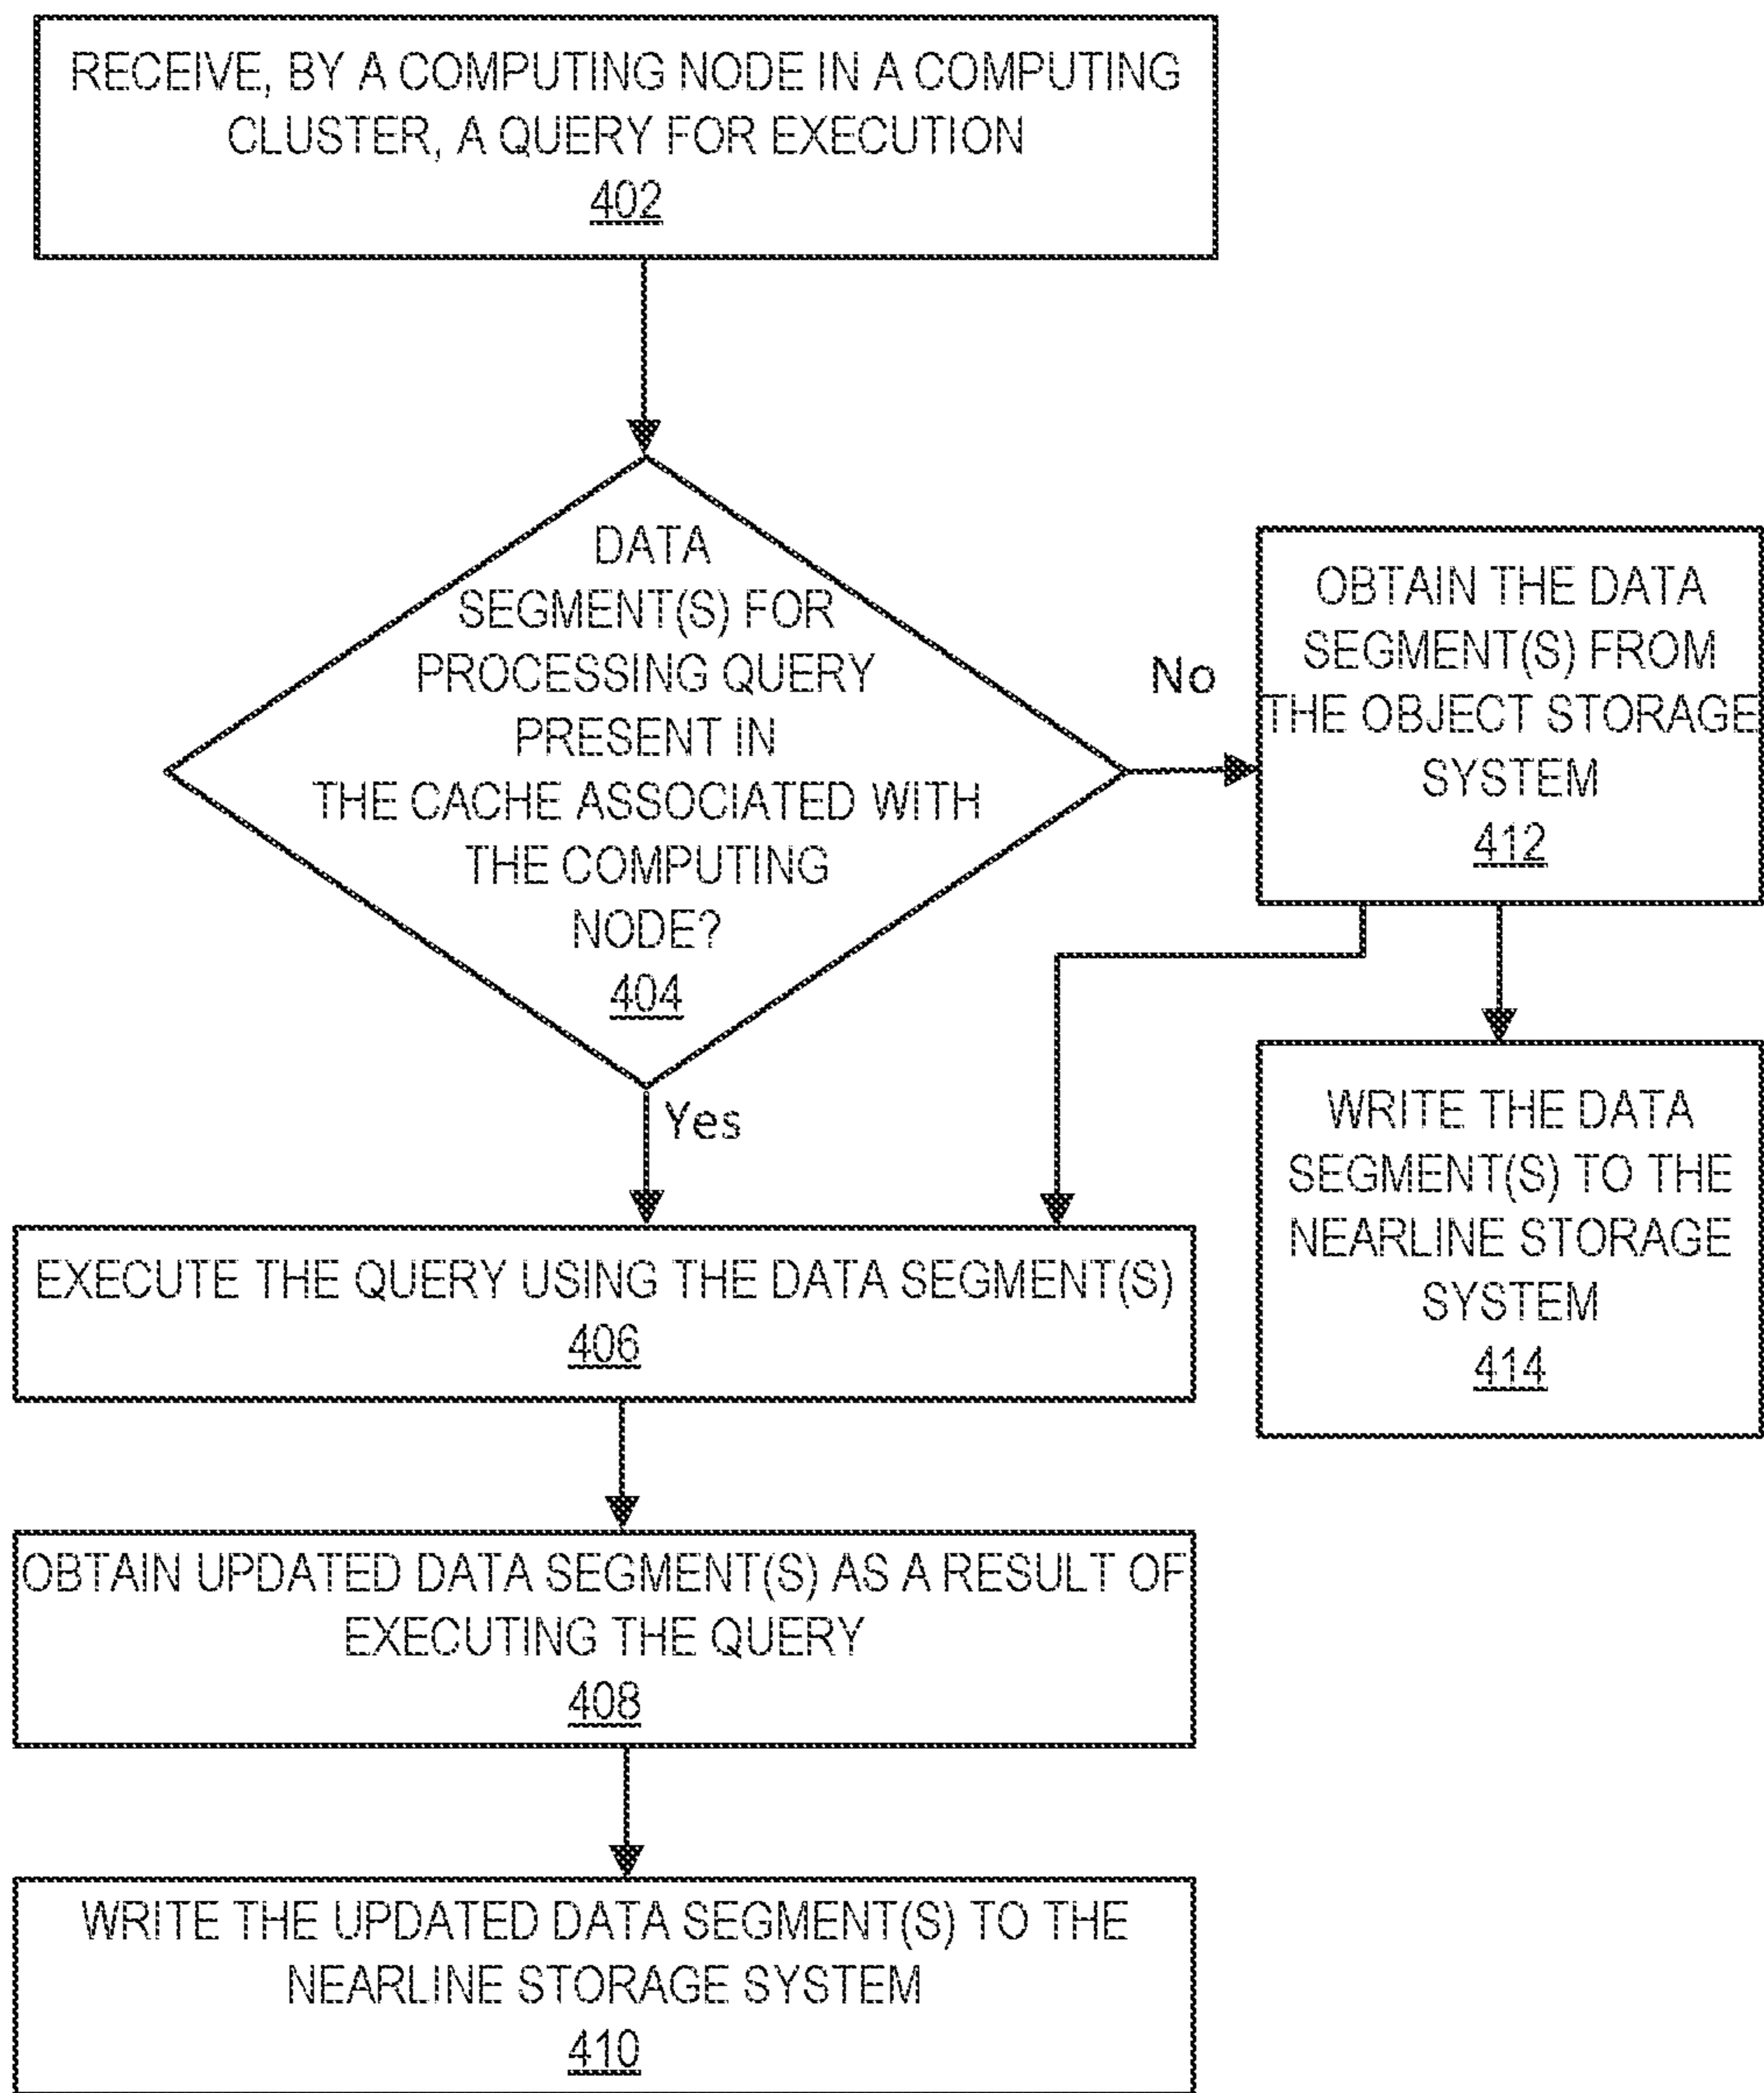 RECEIVE, BY A COMPUTING NODE IN A COMPUTING
CLUSTER, A QUERY FOR EXECUTION
402
DATA
SEGMENT(S) FOR
PROCESSING QUERY
PRESENT IN
THE CACHE ASSOCIATED WITH
THE COMPUTING
NODE?
404
No
OBTAIN THE DATA
SEGMENT(S) FROM
THE OBJECT STORAGE
SYSTEM
412
Yes
WRITE THE DATA
SEGMENT(S) TO THE
NEARLINE STORAGE
SYSTEM
414
EXECUTE THE QUERY USING THE DATA SEGMENT(S)
406
OBTAIN UPDATED DATA SEGMENT(S) AS A RESULT OF
EXECUTING THE QUERY
408
WRITE THE UPDATED DATA SEGMENT(S) TO THE
NEARLINE STORAGE SYSTEM
410